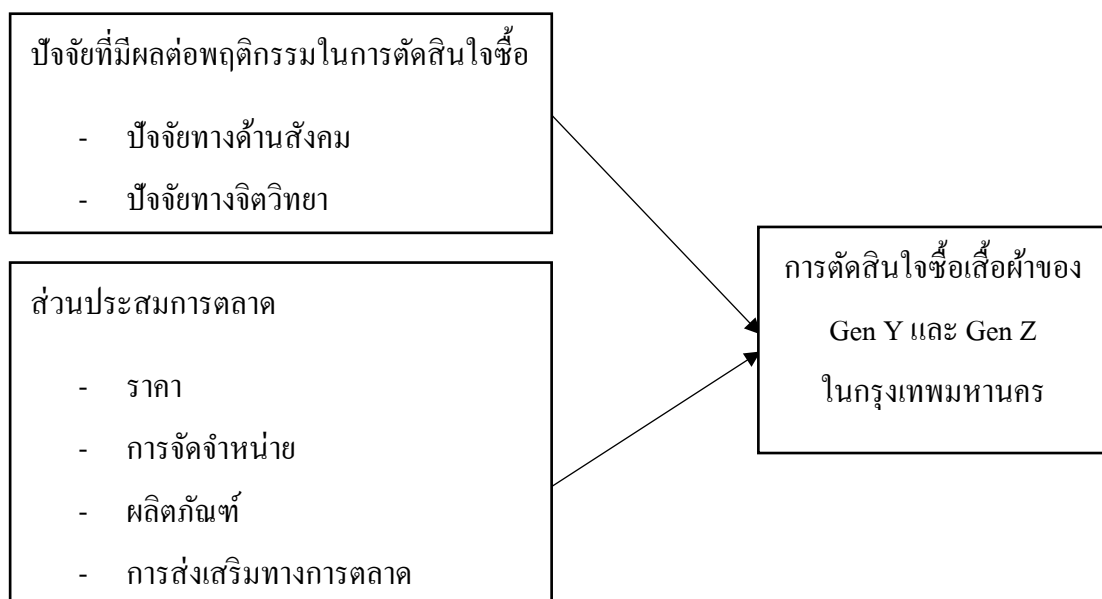 ปัจจัยที่มีผลต่อพฤติกรรมในการตัดสินใจซื้อ
- ปัจจัยทางด้านสังคม
- ปัจจัยทางจิตวิทยา
ส่วนประสมการตลาด
- ราคา
- การจัดจำหน่าย
- ผลิตภัณฑ์
- การส่งเสริมทางการตลาด
การตัดสินใจซื้อเสื้อผ้าของ
Gen Y และ Gen Z
ในกรุงเทพมหานคร